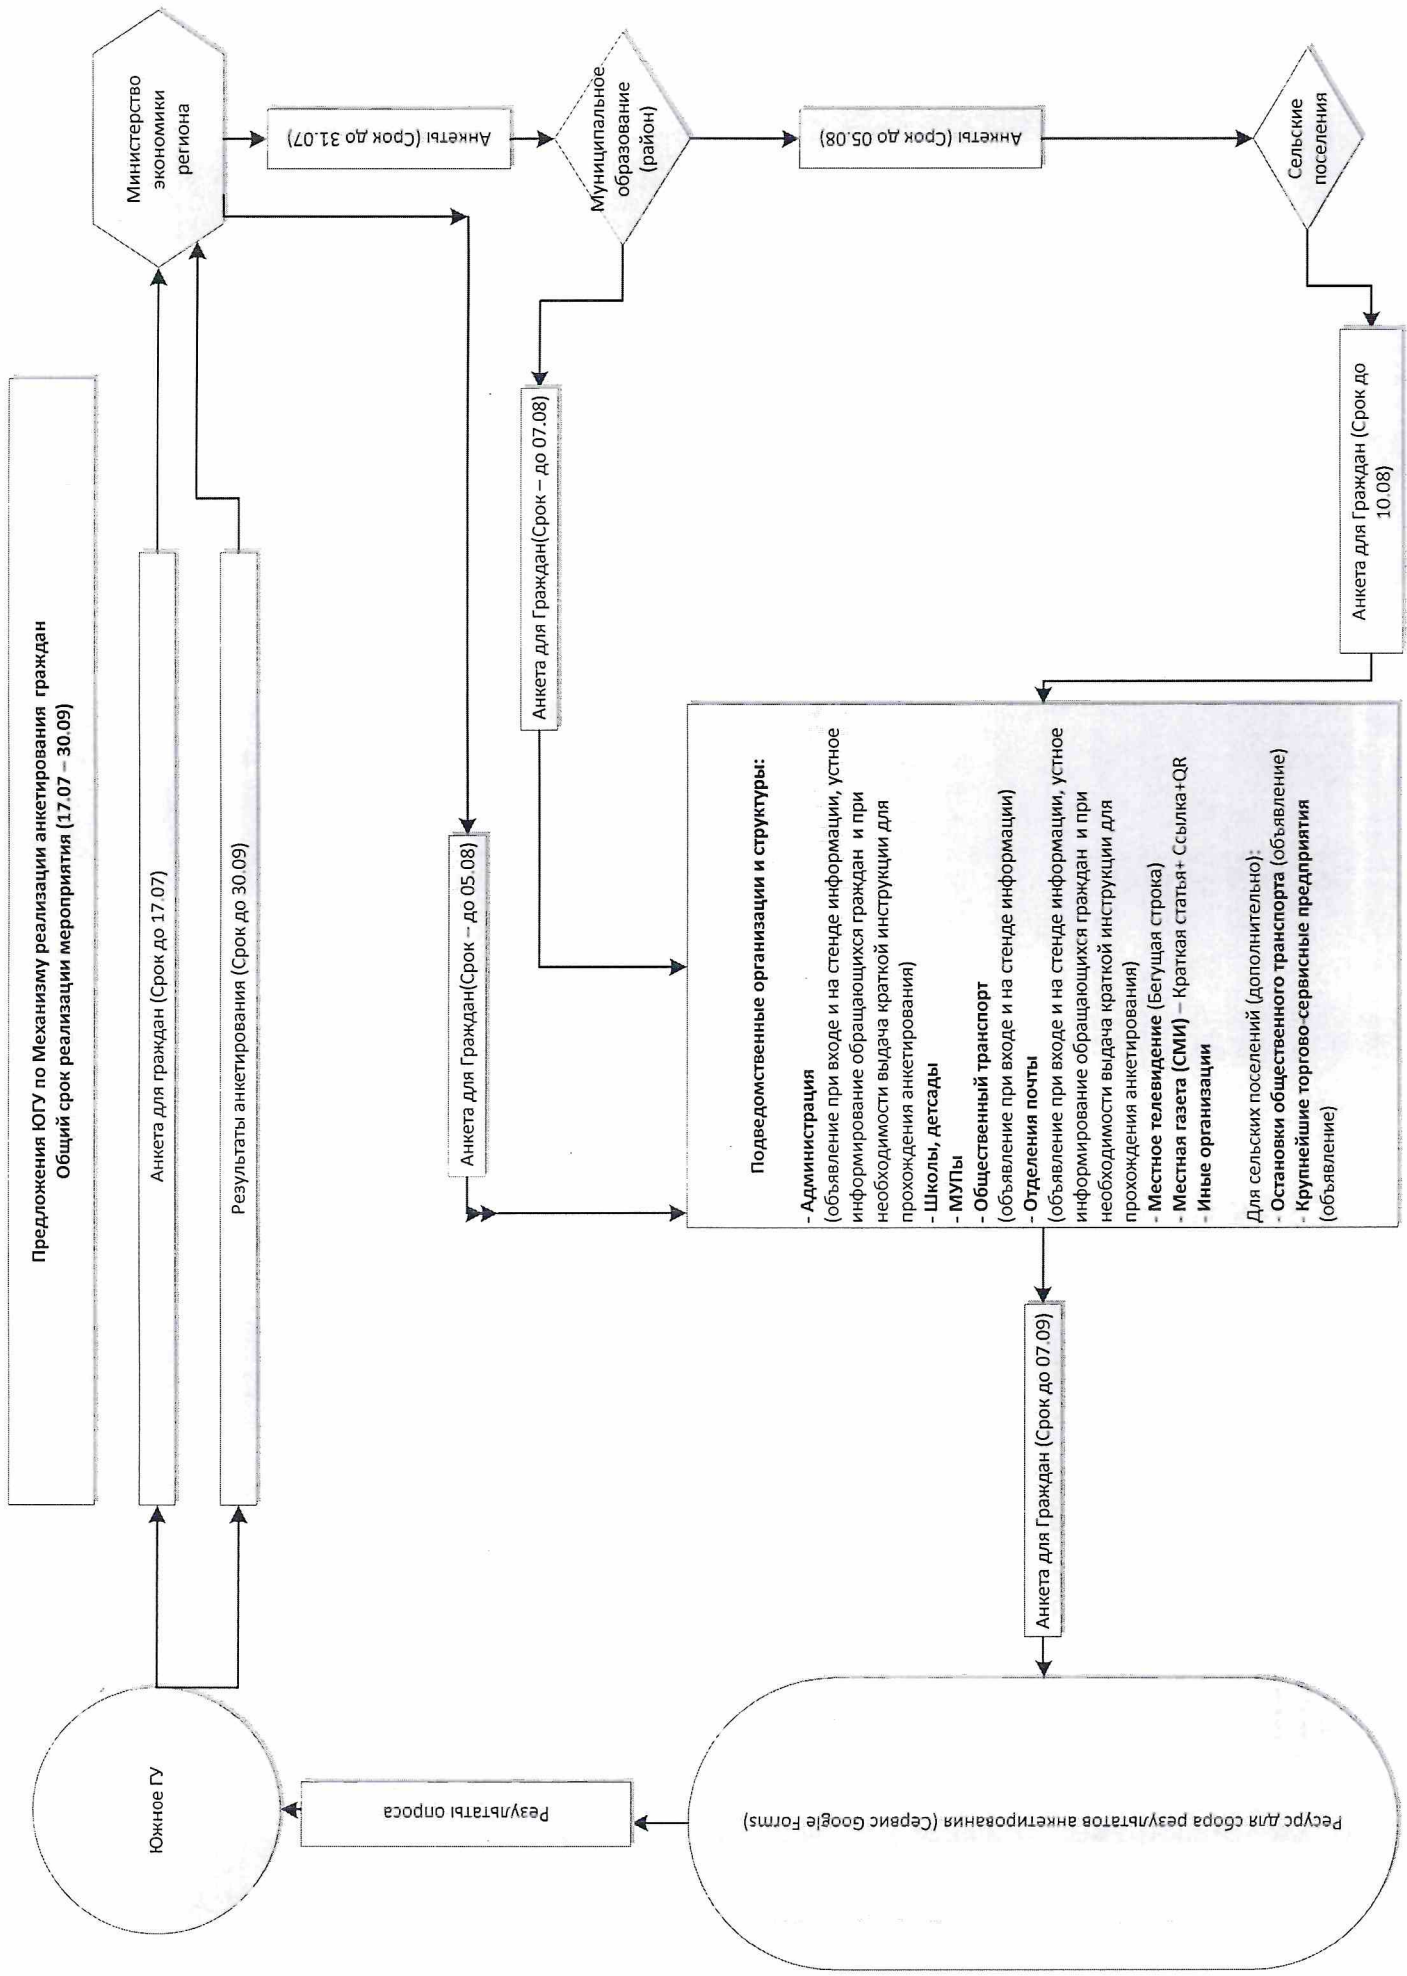 Предложения ЮГУ по Механизму реализации анкетирования граждан
Общий срок реализации мероприятия (17.07 – 30.09)
Южное ГУ
Анкета для граждан (Срок до 17.07)
Результаты анкетирования (Срок до 30.09)
Министерство
экономики
региона
Анкеты (Срок до 31.07)
Анкета для Граждан(Срок – до 05.08)
Муниципальное
образование
(район)
Анкета для Граждан(Срок – до 07.08)
Анкеты (Срок до 05.08)
Сельские
поселения
Анкета для Граждан (Срок до
10.08)
Подведомственные организации и структуры:
- Администрация
(объявление при входе и на стенде информации, устное
информирование обращающихся граждан и при
необходимости выдача краткой инструкции для
прохождения анкетирования)
- Школы, детсады
- МУПы
- Общественный транспорт
(объявление при входе и на стенде информации)
- Отделения почты
(объявление при входе и на стенде информации, устное
информирование обращающихся граждан и при
необходимости выдача краткой инструкции для
прохождения анкетирования)
- Местное телевидение (Бегущая строка)
- Местная газета (СМИ) – Краткая статья+ Ссылка+QR
- Иные организации
Для сельских поселений (дополнительно):
- Остановки общественного транспорта (объявление)
- Крупнейшие торгово-сервисные предприятия
(объявление)
Анкета для Граждан (Срок до 07.09)
Ресурс для сбора результатов анкетирования (Сервис Google Forms)
Результаты опроса